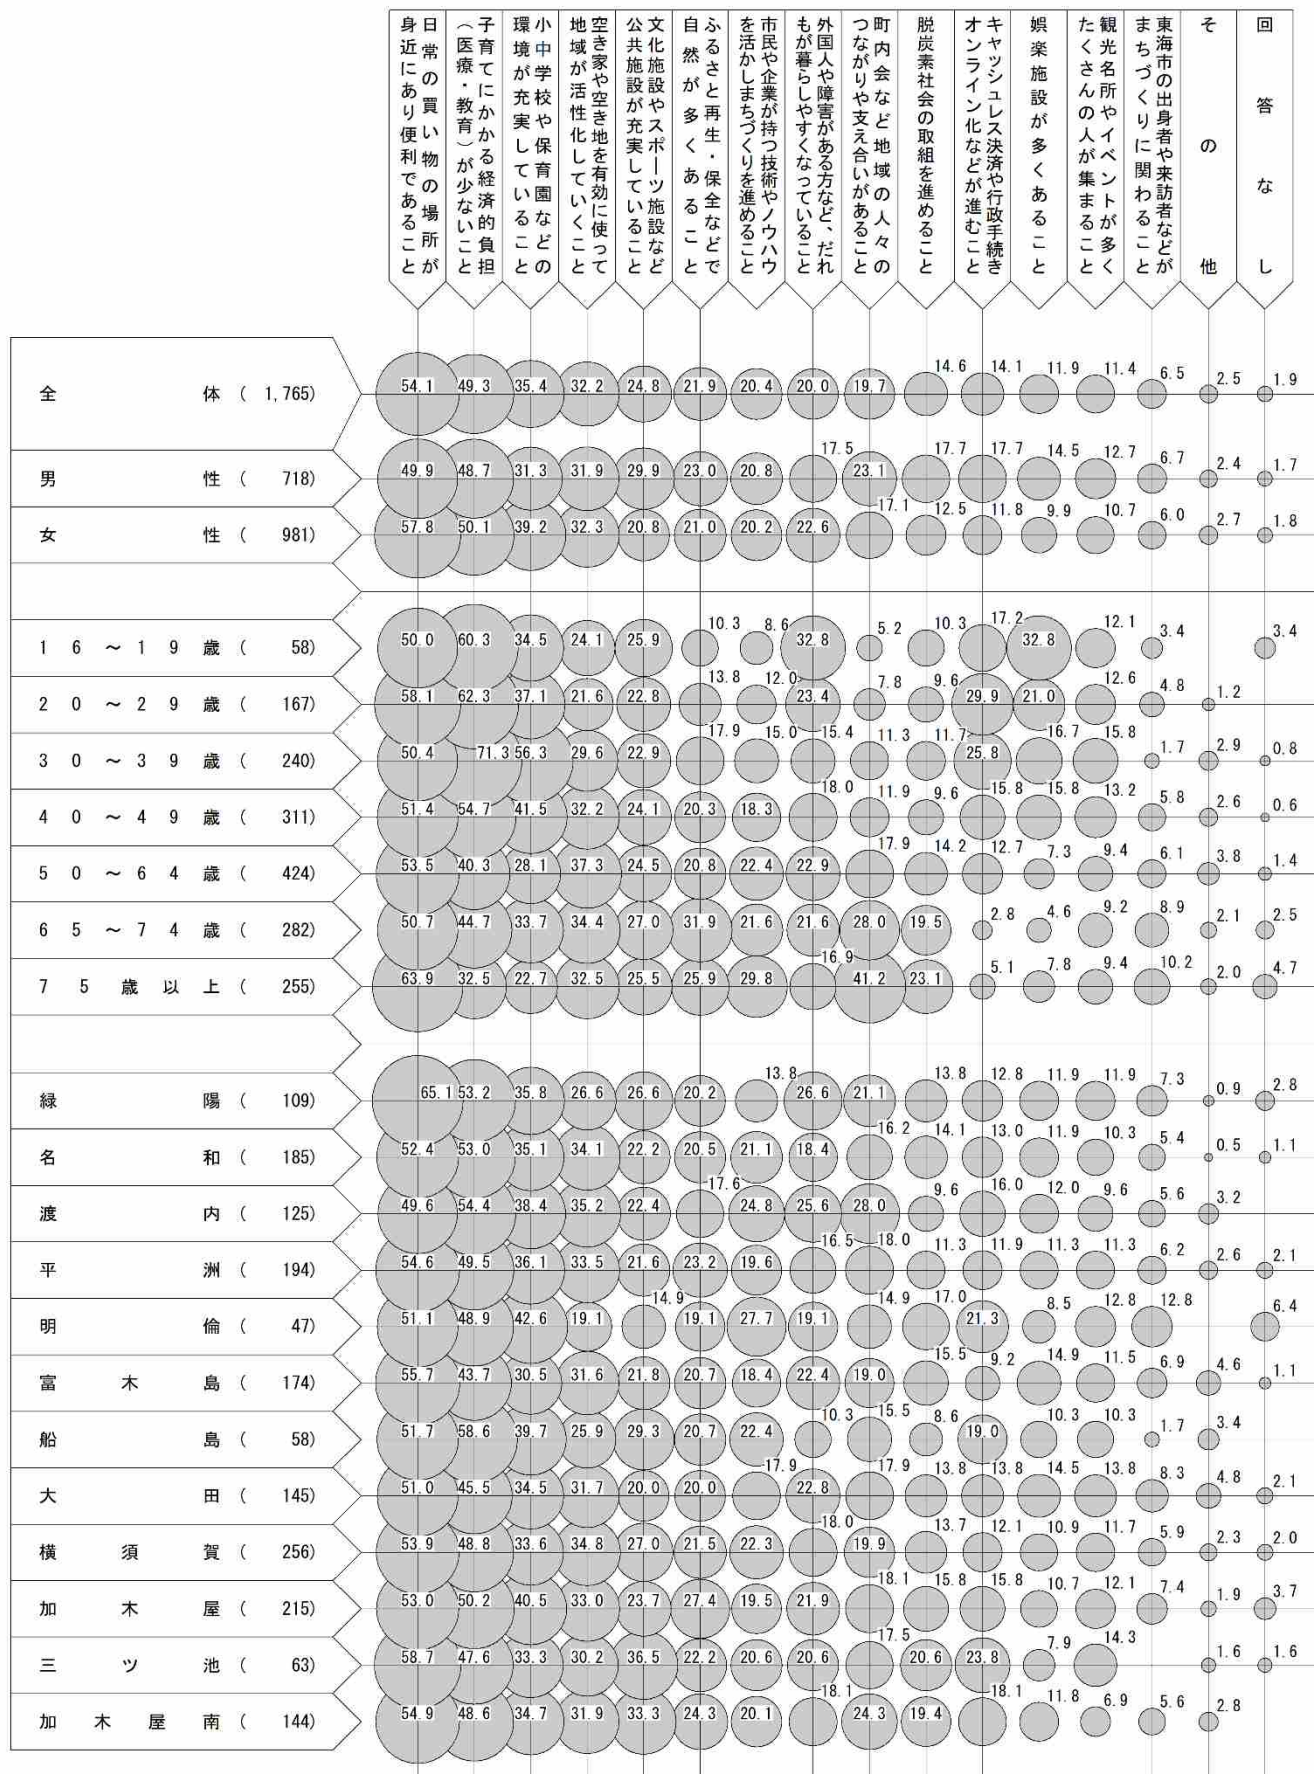 日常の買い物の場所が
身近にあり便利であること
子育てにかかる経済的負担
（医療・教育）が少ないこと
小中学校や保育園などの
環境が充実していること
空き家や空き地を有効に使って
地域が活性化していくこと
文化施設やスポーツ施設など
公共施設が充実していること
ふるさと再生・保全などで
自然が多くあること
市民や企業が持つ技術やノウハウ
を活かしまちづくりを進めること
外国人や障害がある方など、だれ
もが暮らしやすくなっていること
町内会など地域の人々の
つながりや支え合いがあること
脱炭素社会の取組を進めること
キャッシュレス決済や行政手続き
オンライン化などが進むこと
娯楽施設が多くあること
観光名所やイベントが多く
たくさんの人が集まること
東海市の出身者や来訪者などが
まちづくりに関わること
その他
回答なし
全体 ( 1,765) 54.1 49.3 35.4 32.2 24.8 21.9 20.4 20.0 19.7 14.6 14.1 11.9 11.4 6.5 2.5 1.9
男性 ( 718) 49.9 48.7 31.3 31.9 29.9 23.0 20.8 17.5 23.1 17.7 17.7 14.5 12.7 6.7 2.4 1.7
女性 ( 981) 57.8 50.1 39.2 32.3 20.8 21.0 20.2 22.6 17.1 12.5 11.8 9.9 10.7 6.0 2.7 1.8
16～19歳 ( 58) 50.0 60.3 34.5 24.1 25.9 10.3 8.6 32.8 5.2 10.3 17.2 32.8 12.1 3.4 3.4
20～29歳 ( 167) 58.1 62.3 37.1 21.6 22.8 13.8 12.0 23.4 7.8 9.6 29.9 21.0 12.6 4.8 1.2
30～39歳 ( 240) 50.4 71.3 56.3 29.6 22.9 17.9 15.0 15.4 11.3 11.7 25.8 16.7 15.8 1.7 2.9 0.8
40～49歳 ( 311) 51.4 54.7 41.5 32.2 24.1 20.3 18.3 18.0 11.9 9.6 15.8 15.8 13.2 5.8 2.6 0.6
50～64歳 ( 424) 53.5 40.3 28.1 37.3 24.5 20.8 22.4 22.9 17.9 14.2 12.7 7.3 9.4 6.1 3.8 1.4
65～74歳 ( 282) 50.7 44.7 33.7 34.4 27.0 31.9 21.6 21.6 28.0 19.5 2.8 4.6 9.2 8.9 2.1 2.5
75歳以上 ( 255) 63.9 32.5 22.7 32.5 25.5 25.9 29.8 16.9 41.2 23.1 5.1 7.8 9.4 10.2 2.0 4.7
緑陽 ( 109) 65.1 53.2 35.8 26.6 26.6 20.2 13.8 26.6 21.1 13.8 12.8 11.9 11.9 7.3 0.9 2.8
名和 ( 185) 52.4 53.0 35.1 34.1 22.2 20.5 21.1 18.4 16.2 14.1 13.0 11.9 10.3 5.4 0.5 1.1
渡内 ( 125) 49.6 54.4 38.4 35.2 22.4 17.6 24.8 25.6 28.0 9.6 16.0 12.0 9.6 5.6 3.2
平洲 ( 194) 54.6 49.5 36.1 33.5 21.6 23.2 19.6 16.5 18.0 11.3 11.9 11.3 11.3 6.2 2.6 2.1
明倫 ( 47) 51.1 48.9 42.6 19.1 14.9 19.1 27.7 19.1 14.9 17.0 21.3 8.5 12.8 12.8 6.4
富木島 ( 174) 55.7 43.7 30.5 31.6 21.8 20.7 18.4 22.4 19.0 15.5 9.2 14.9 11.5 6.9 4.6 1.1
船島 ( 58) 51.7 58.6 39.7 25.9 29.3 20.7 22.4 10.3 15.5 8.6 19.0 10.3 10.3 1.7 3.4
大田 ( 145) 51.0 45.5 34.5 31.7 20.0 20.0 17.9 22.8 17.9 13.8 13.8 14.5 13.8 8.3 4.8 2.1
横須賀 ( 256) 53.9 48.8 33.6 34.8 27.0 21.5 22.3 18.0 19.9 13.7 12.1 10.9 11.7 5.9 2.3 2.0
加木屋 ( 215) 53.0 50.2 40.5 33.0 23.7 27.4 19.5 21.9 18.1 15.8 15.8 10.7 12.1 7.4 1.9 3.7
三ツ池 ( 63) 58.7 47.6 33.3 30.2 36.5 22.2 20.6 20.6 17.5 20.6 23.8 7.9 14.3 1.6 1.6
加木屋南 ( 144) 54.9 48.6 34.7 31.9 33.3 24.3 20.1 18.1 24.3 19.4 18.1 11.8 6.9 5.6 2.8